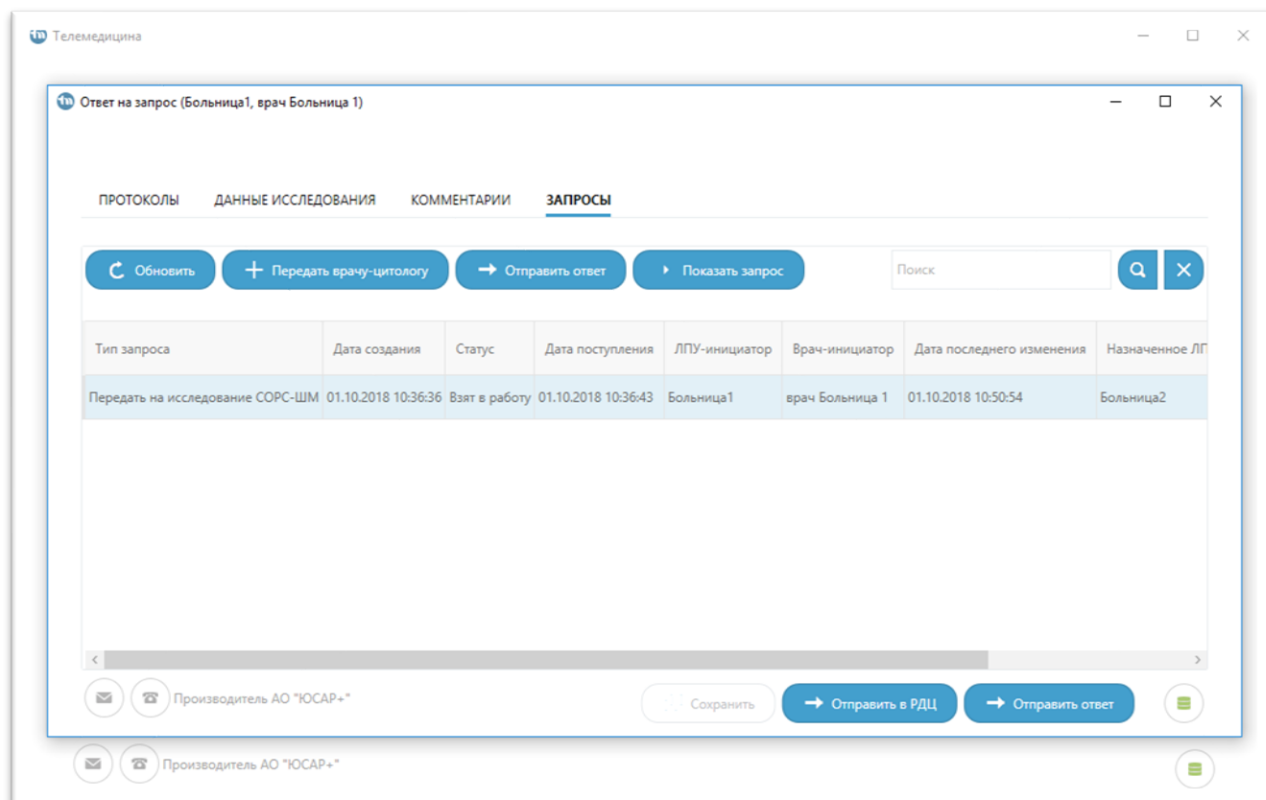 Телемедицина
Ответ на запрос (Больница1, врач Больница 1)
ПРОТОКОЛЫ ДАННЫЕ ИССЛЕДОВАНИЯ КОММЕНТАРИИ ЗАПРОСЫ
Обновить Передать врачу-цитологу Отправить ответ Показать запрос Поиск
Тип запроса Дата создания Статус Дата поступления ЛПУ-инициатор Врач-инициатор Дата последнего изменения Назначенное ЛП
Передать на исследование СОРС-ШМ 01.10.2018 10:36:36 Взят в работу 01.10.2018 10:36:43 Больница1 врач Больница 1 01.10.2018 10:50:54 Больница2
Производитель АО "ЮСАР+" Сохранить Отправить в РДЦ Отправить ответ
Производитель АО "ЮСАР+"